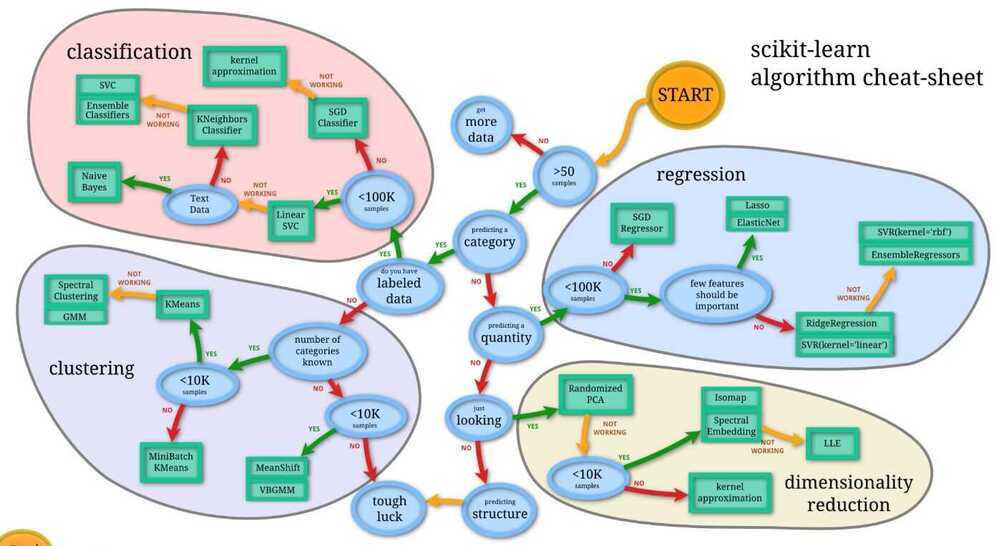 scikit-learn
algorithm cheat-sheet
START
>50
samples
NO
get
more
data
YES
predicting a
category
YES
NO
do you have
labeled
data
YES
NO
classification
<100K
samples
NO
YES
SGD
Classifier
NOT
WORKING
kernel
approximation
Linear
SVC
NOT
WORKING
Text
Data
YES
NO
Naive
Bayes
KNeighbors
Classifier
NOT
WORKING
SVC
Ensemble
Classifiers
clustering
number of
categories
known
YES
NO
<10K
samples
YES
NO
KMeans
NOT
WORKING
Spectral
Clustering
GMM
MiniBatch
KMeans
<10K
samples
YES
NO
MeanShift
VBGMM
tough
luck
predicting a
quantity
YES
NO
regression
<100K
samples
NO
YES
SGD
Regressor
few features
should be
important
YES
NO
Lasso
ElasticNet
RidgeRegression
SVR(kernel='linear')
NOT
WORKING
SVR(kernel='rbf')
EnsembleRegressors
just
looking
YES
NO
predicting
structure
dimensionality
reduction
Randomized
PCA
NOT
WORKING
<10K
samples
YES
NO
Isomap
Spectral
Embedding
NOT
WORKING
LLE
kernel
approximation